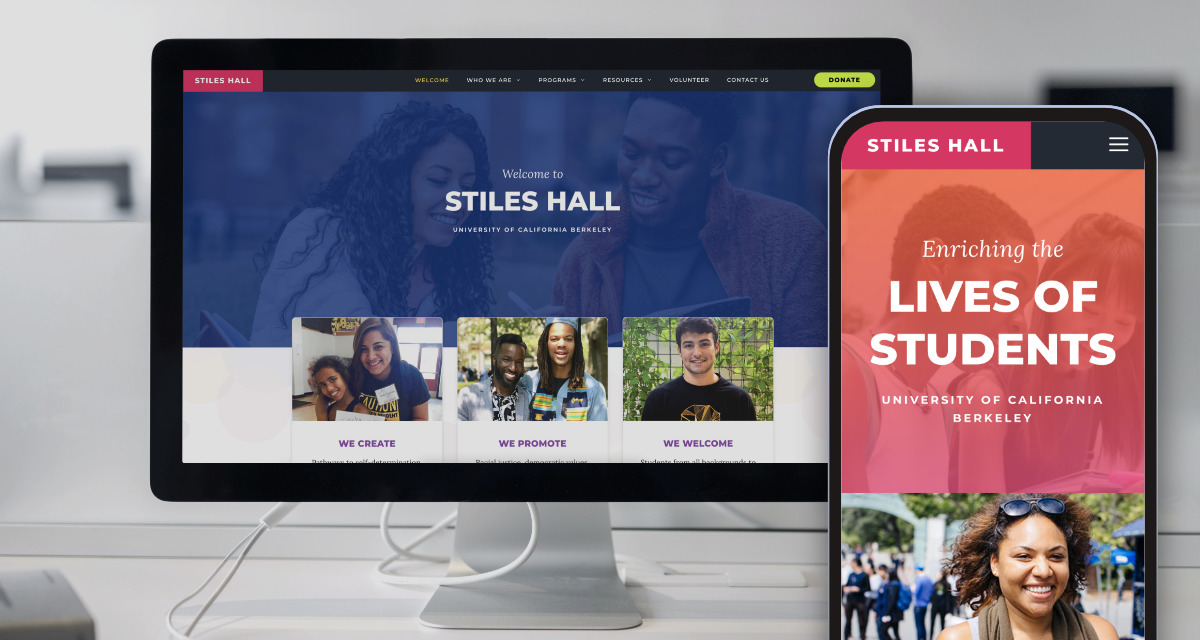 STILES HALL
WELCOME
WHO WE ARE
PROGRAMS
RESOURCES
VOLUNTEER
CONTACT US
DONATE
Welcome to
STILES HALL
UNIVERSITY OF CALIFORNIA BERKELEY
WE CREATE
WE PROMOTE
WE WELCOME
Pathways to self-determination
Racial justice, democratic values
Students from all backgrounds to
CAUTION
STILES HALL
Enriching the
LIVES OF
STUDENTS
UNIVERSITY OF CALIFORNIA
BERKELEY